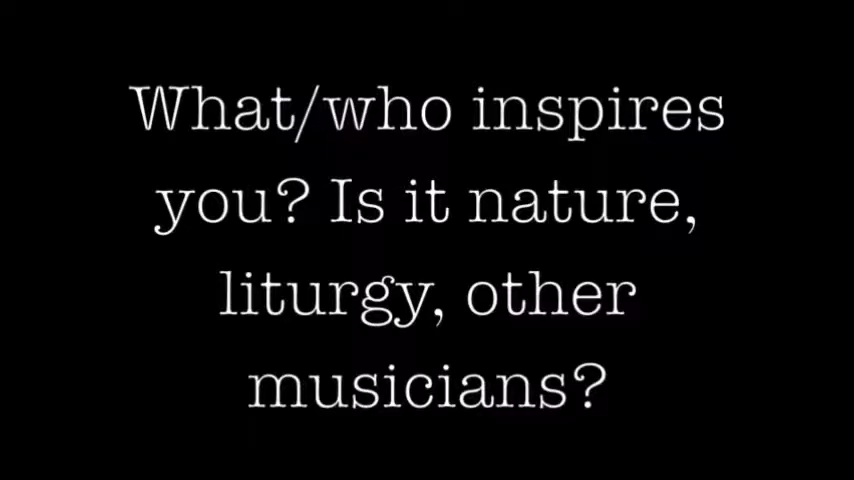 What/who inspires
you? Is it nature,
liturgy, other
musicians?